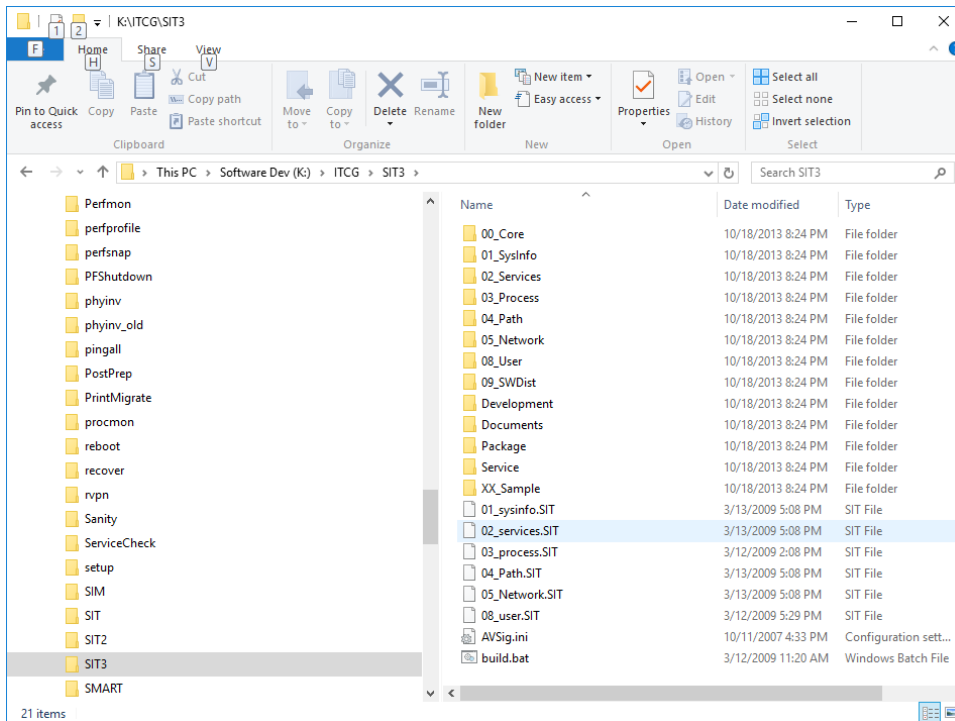 1 2 K:\ITCG\SIT3
F Home Share View
H S V
Pin to Quick access
Copy
Paste
Cut
Copy path
Paste shortcut
Move to
Copy to
Delete
Rename
New folder
New item
Easy access
Properties
Open
Edit
History
Select all
Select none
Invert selection
Clipboard Organize New Open Select
This PC > Software Dev (K:) > ITCG > SIT3 >
Search SIT3
Perfmon
perfprofile
perfsnap
PFShutdown
phyinv
phyinv_old
pingall
PostPrep
PrintMigrate
procmon
reboot
recover
rvpn
Sanity
ServiceCheck
setup
SIM
SIT
SIT2
SIT3
SMART
Name Date modified Type
00_Core 10/18/2013 8:24 PM File folder
01_SysInfo 10/18/2013 8:24 PM File folder
02_Services 10/18/2013 8:24 PM File folder
03_Process 10/18/2013 8:24 PM File folder
04_Path 10/18/2013 8:24 PM File folder
05_Network 10/18/2013 8:24 PM File folder
08_User 10/18/2013 8:24 PM File folder
09_SWDist 10/18/2013 8:24 PM File folder
Development 10/18/2013 8:24 PM File folder
Documents 10/18/2013 8:24 PM File folder
Package 10/18/2013 8:24 PM File folder
Service 10/18/2013 8:24 PM File folder
XX_Sample 10/18/2013 8:24 PM File folder
01_sysinfo.SIT 3/13/2009 5:08 PM SIT File
02_services.SIT 3/13/2009 5:08 PM SIT File
03_process.SIT 3/12/2009 2:08 PM SIT File
04_Path.SIT 3/13/2009 5:08 PM SIT File
05_Network.SIT 3/13/2009 5:08 PM SIT File
08_user.SIT 3/12/2009 5:29 PM SIT File
AVSig.ini 10/11/2007 4:33 PM Configuration sett...
build.bat 3/12/2009 11:20 AM Windows Batch File
21 items